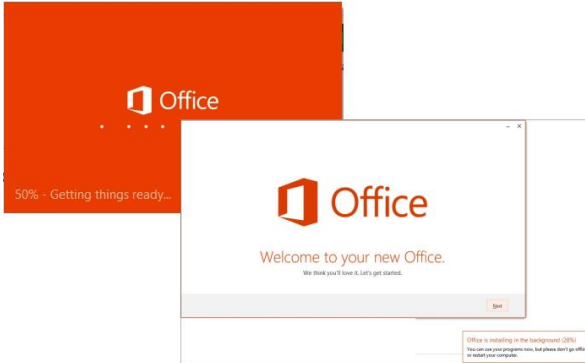 Office
50% - Getting things ready...
Office
Welcome to your new Office.
We think you'll love it. Let's get started.
Next
Office is installing in the background (28%)
You can use your programs now, but please don't go offli
or restart your computer.